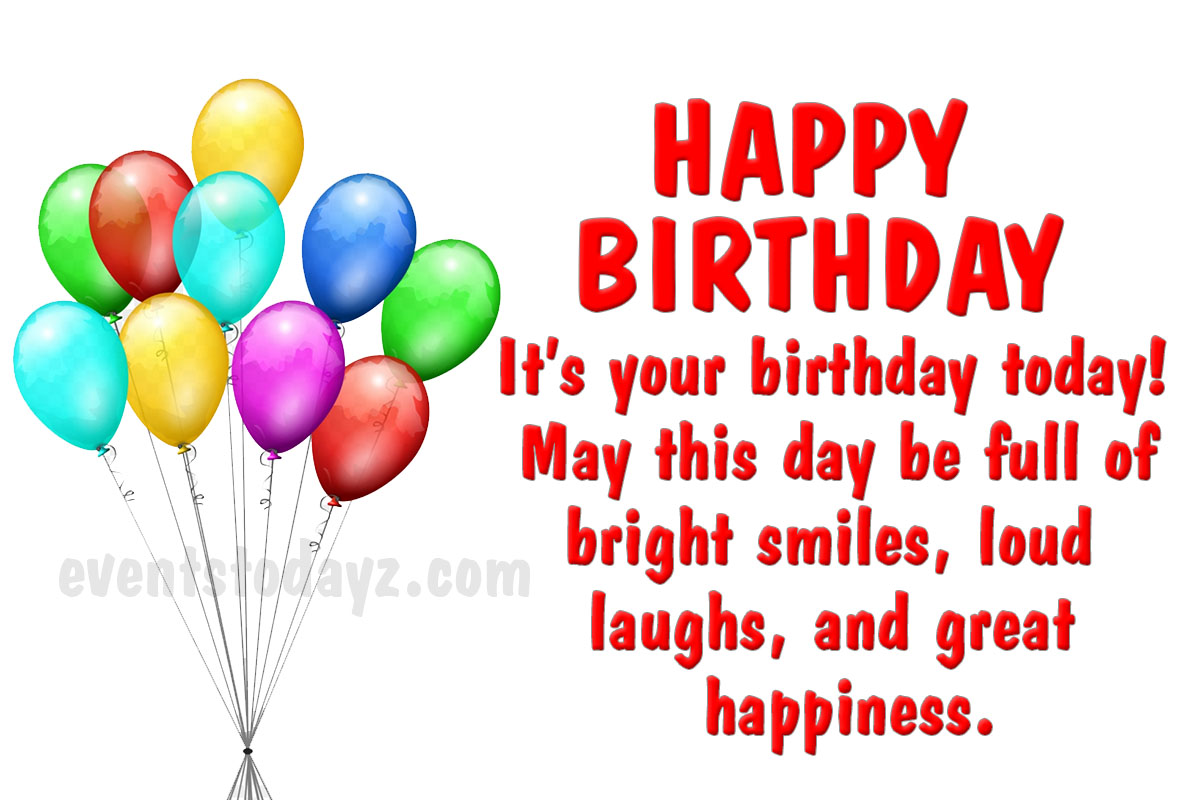 HAPPY
BIRTHDAY
It's your birthday today!
May this day be full of
bright smiles, loud
laughs, and great
happiness.
eventstodayz.com